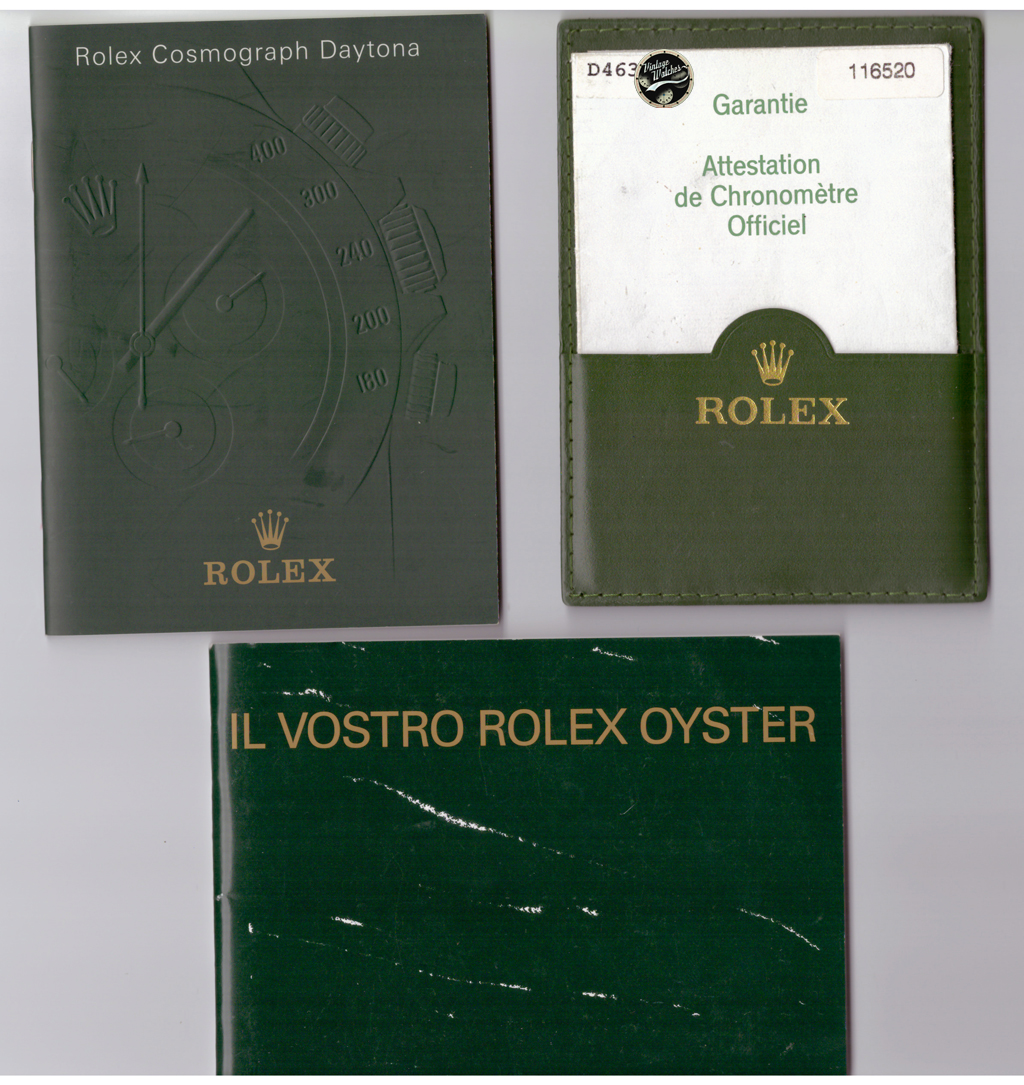 Rolex Cosmograph Daytona
400
300
240
200
180
ROLEX
D463
Vintage
Watches
116520
Garantie
Attestation
de Chronomètre
Officiel
ROLEX
IL VOSTRO ROLEX OYSTER